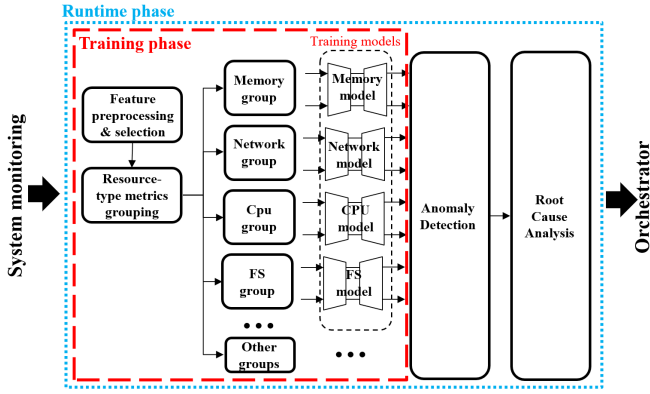 Runtime phase
Training phase
Training models
System monitoring
Feature
preprocessing
& selection
Resource-
type metrics
grouping
Memory
group
Network
group
Cpu
group
FS
group
•••
Other
groups
Memory
model
Network
model
CPU
model
FS
model
•••
Anomaly
Detection
Root
Cause
Analysis
Orchestrator